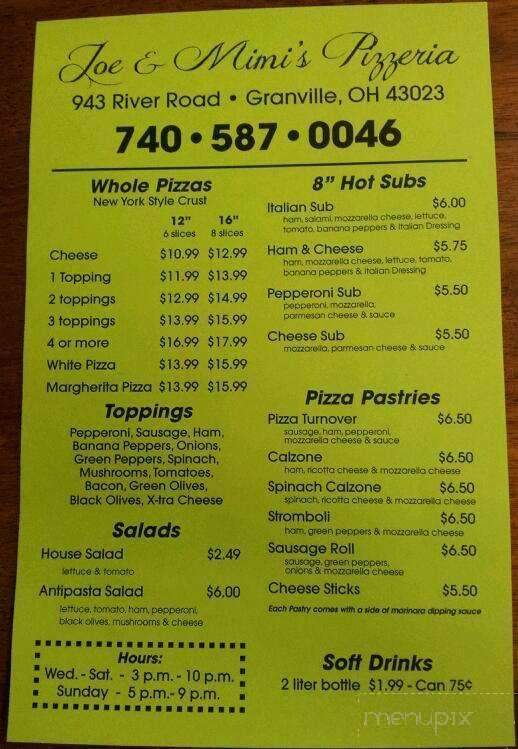 Joe & Mimi's Pizzeria
943 River Road • Granville, OH 43023
740 • 587 • 0046
Whole Pizzas
New York Style Crust
12" 16"
6 slices 8 slices
Cheese $10.99 $12.99
1 Topping $11.99 $13.99
2 toppings $12.99 $14.99
3 toppings $13.99 $15.99
4 or more $16.99 $17.99
White Pizza $13.99 $15.99
Margherita Pizza $13.99 $15.99
Toppings
Pepperoni, Sausage, Ham,
Banana Peppers, Onions,
Green Peppers, Spinach,
Mushrooms, Tomatoes,
Bacon, Green Olives,
Black Olives, X-tra Cheese
Salads
House Salad $2.49
lettuce & tomato
Antipasta Salad $6.00
lettuce, tomato, ham, pepperoni,
black olives, mushrooms & cheese
Hours:
Wed. - Sat. - 3 p.m. - 10 p.m.
Sunday - 5 p.m.- 9 p.m.
8" Hot Subs
Italian Sub $6.00
ham, salami, mozzarella cheese, lettuce,
tomato, banana peppers & Italian Dressing
Ham & Cheese $5.75
ham, mozzarella cheese, lettuce, tomato,
banana peppers & Italian Dressing
Pepperoni Sub $5.50
pepperoni, mozzarella,
parmesan cheese & sauce
Cheese Sub $5.50
mozzarella, parmesan cheese & sauce
Pizza Pastries
Pizza Turnover $6.50
sausage, ham, pepperoni,
mozzarella cheese & sauce
Calzone $6.50
ham, ricotta cheese & mozzarella cheese
Spinach Calzone $6.50
spinach, ricotta cheese & mozzarella cheese
Stromboli $6.50
ham, green peppers & mozzarella cheese
Sausage Roll $6.50
sausage, green peppers,
onions & mozzarella cheese
Cheese Sticks $5.50
Each Pastry comes with a side of marinara dipping sauce
Soft Drinks
2 liter bottle $1.99 - Can 75¢
menupix